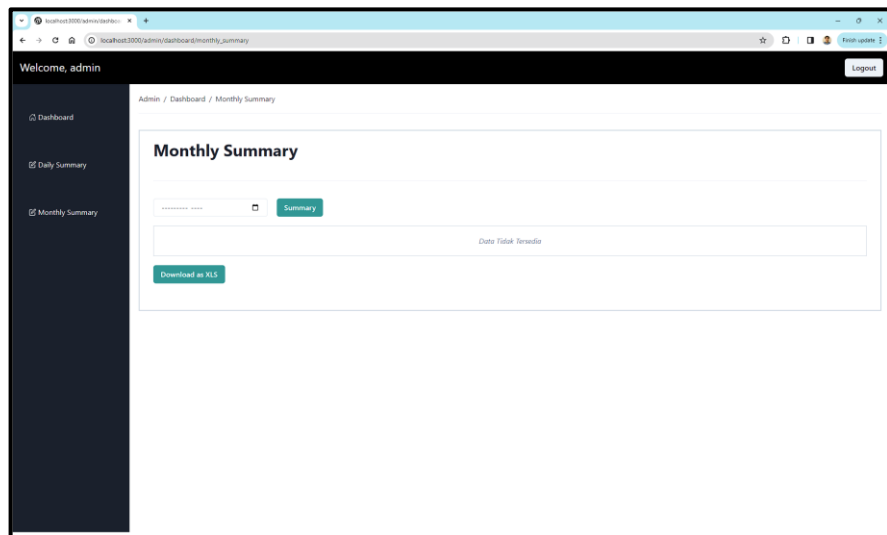 localhost:3000/admin/dashboa
localhost:3000/admin/dashboard/monthly_summary
Finish update
Welcome, admin
Logout
Admin / Dashboard / Monthly Summary
Dashboard
Daily Summary
Monthly Summary
Monthly Summary
--------- ----
Summary
Data Tidak Tersedia
Download as XLS